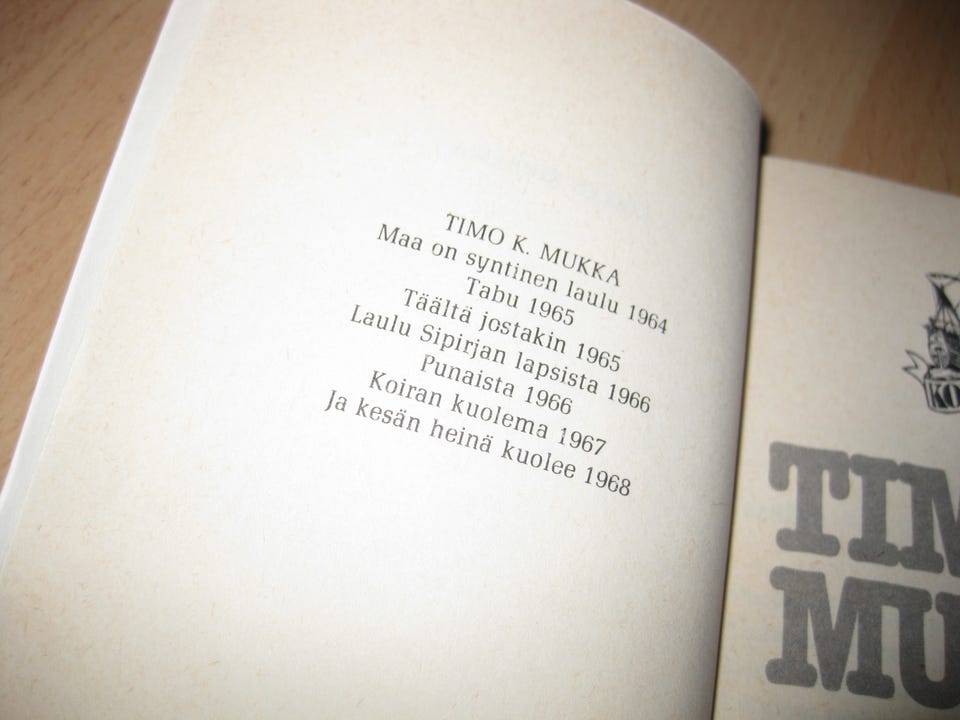 TIMO K. MUKKA
Maa on syntinen laulu 1964
Tabu 1965
Täältä jostakin 1965
Laulu Sipirjan lapsista 1966
Punaista 1966
Koiran kuolema 1967
Ja kesän heinä kuolee 1968